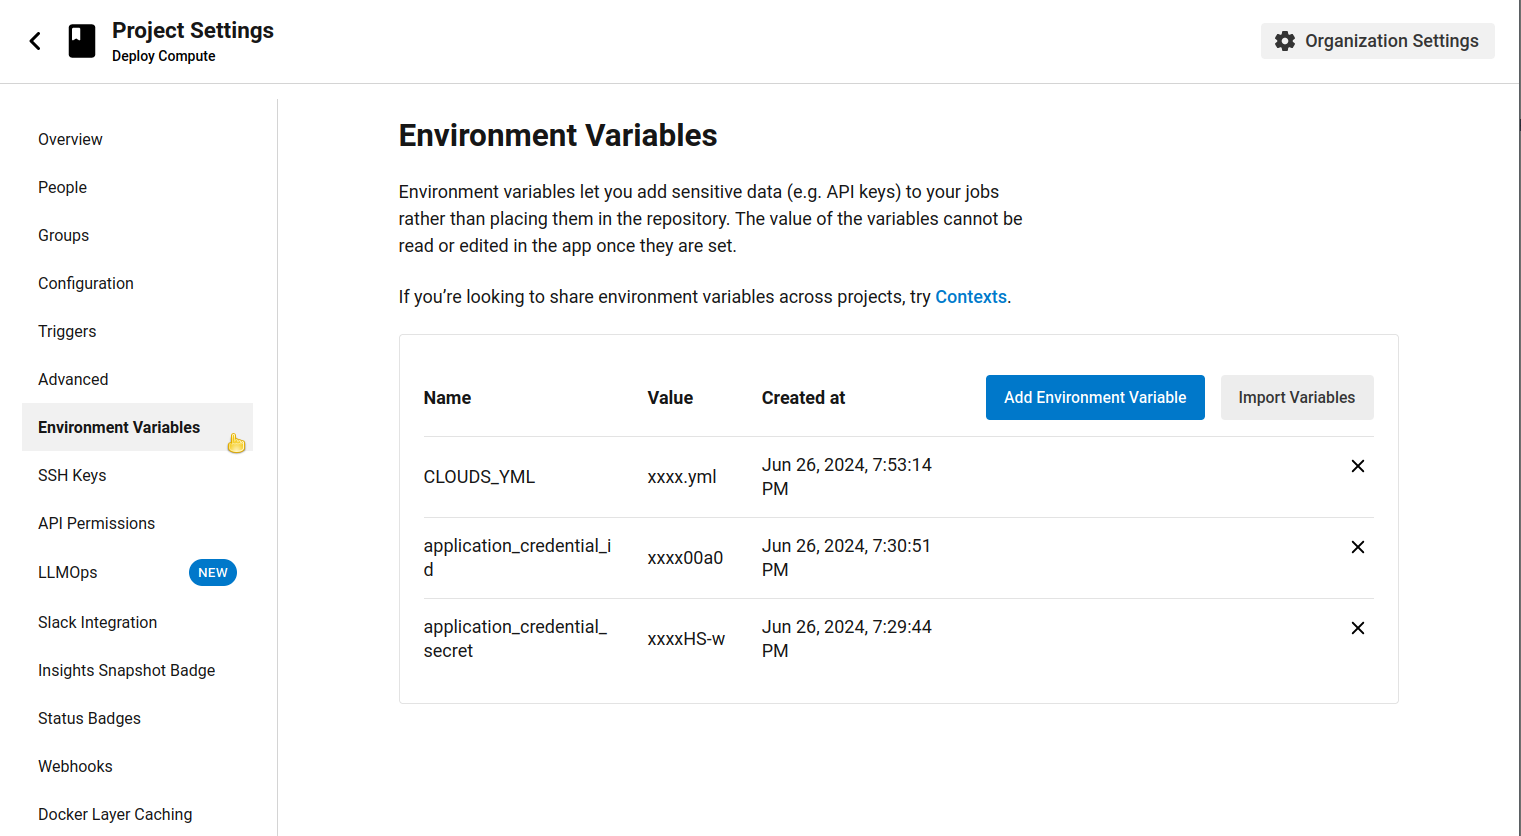 Project Settings
Deploy Compute
Organization Settings
Overview
People
Groups
Configuration
Triggers
Advanced
Environment Variables
SSH Keys
API Permissions
LLMOps NEW
Slack Integration
Insights Snapshot Badge
Status Badges
Webhooks
Docker Layer Caching
Environment Variables
Environment variables let you add sensitive data (e.g. API keys) to your jobs
rather than placing them in the repository. The value of the variables cannot be
read or edited in the app once they are set.
If you’re looking to share environment variables across projects, try Contexts.
Name Value Created at Add Environment Variable Import Variables
CLOUDS_YML xxxx.yml Jun 26, 2024, 7:53:14
PM
application_credential_i xxxx00a0 Jun 26, 2024, 7:30:51
d PM
application_credential_ xxxxHS-w Jun 26, 2024, 7:29:44
secret PM